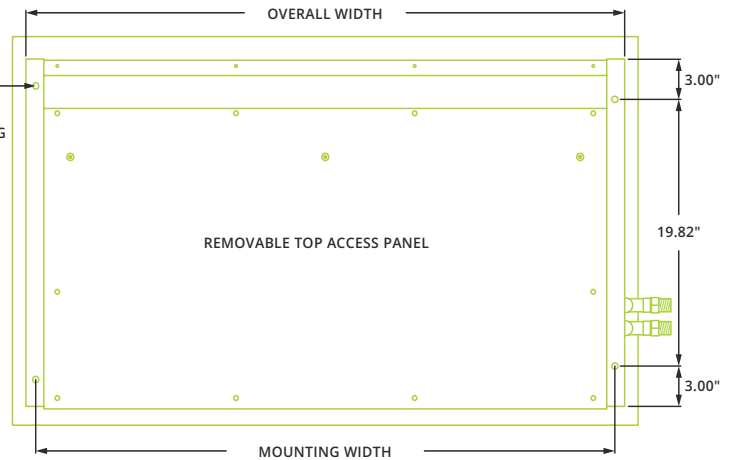 OVERALL WIDTH
3.00"
G
19.82"
REMOVABLE TOP ACCESS PANEL
3.00"
MOUNTING WIDTH